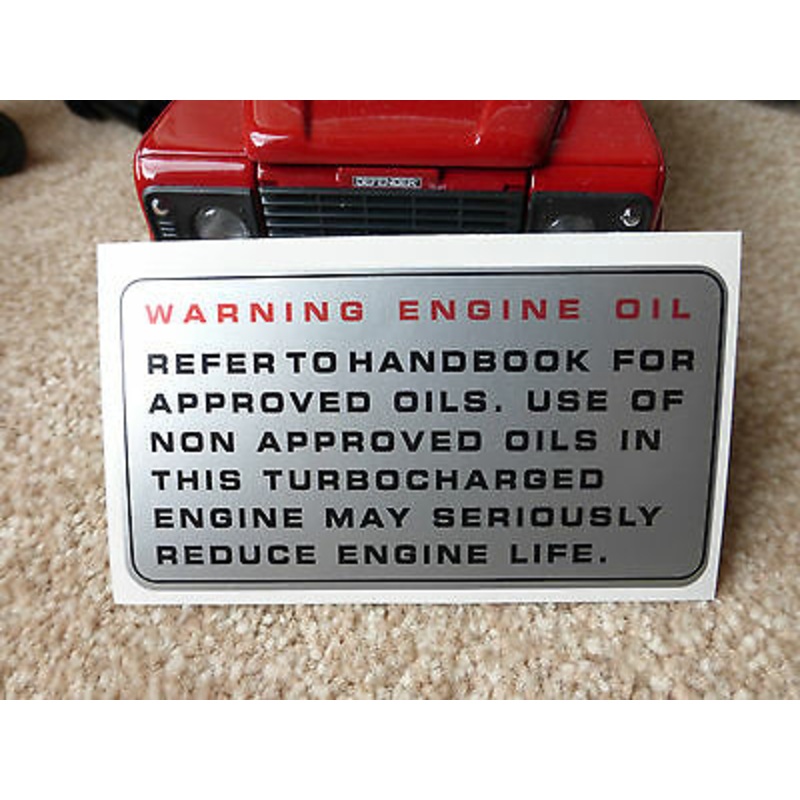 DEFENDER
WARNING ENGINE OIL
REFER TO HANDBOOK FOR
APPROVED OILS. USE OF
NON APPROVED OILS IN
THIS TURBOCHARGED
ENGINE MAY SERIOUSLY
REDUCE ENGINE LIFE.